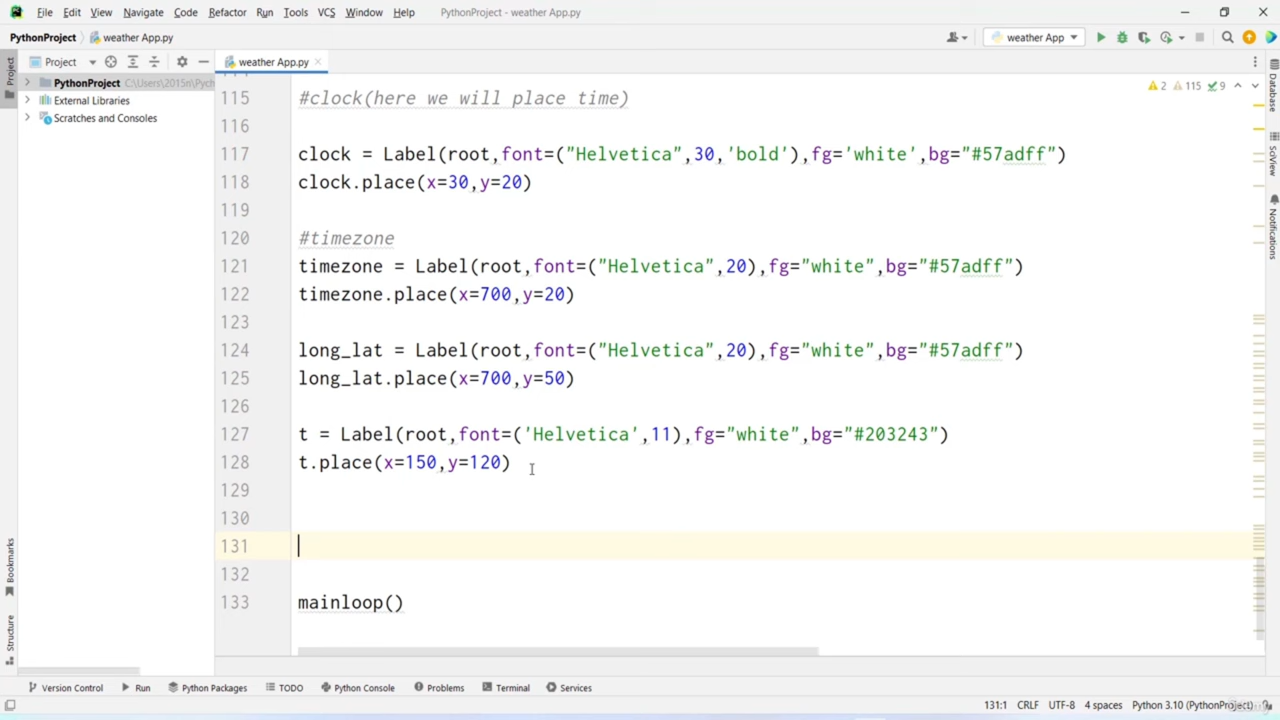 File Edit View Navigate Code Refactor Run Tools VCS Window Help PythonProject - weather App.py
PythonProject weather App.py weather App
Project weather App.py
PythonProject C:\Users\2015n\Pych
External Libraries
Scratches and Consoles
2 115 9
115 #clock(here we will place time)
116
117 clock = Label(root,font=("Helvetica",30,'bold'),fg='white',bg="#57adff")
118 clock.place(x=30,y=20)
119
120 #timezone
121 timezone = Label(root,font=("Helvetica",20),fg="white",bg="#57adff")
122 timezone.place(x=700,y=20)
123
124 long_lat = Label(root,font=("Helvetica",20),fg="white",bg="#57adff")
125 long_lat.place(x=700,y=50)
126
127 t = Label(root,font=('Helvetica',11),fg="white",bg="#203243")
128 t.place(x=150,y=120)
129
130
131
132
133 mainloop()
Project
Bookmarks
Structure
Database
SciView
Notifications
Version Control Run Python Packages TODO Python Console Problems Terminal Services
131:1 CRLF UTF-8 4 spaces Python 3.10 (PythonProject)